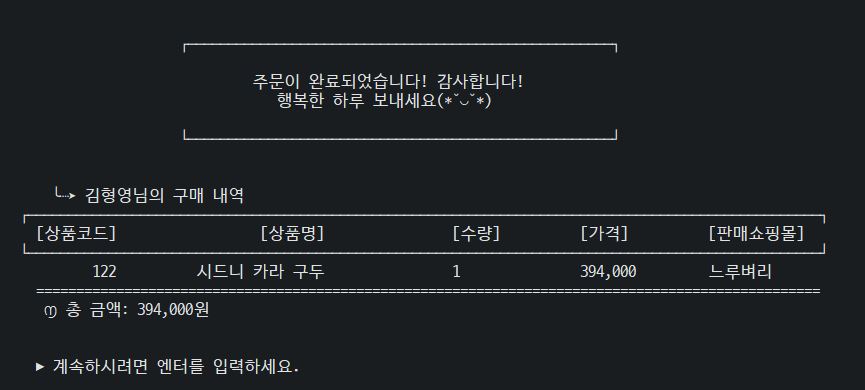 주문이 완료되었습니다! 감사합니다!
행복한 하루 보내세요(*˘◡˘*)
╰┈➤ 김형영님의 구매 내역
[상품코드] [상품명] [수량] [가격] [판매쇼핑몰]
122 시드니 카라 구두 1 394,000 느루벼리
=================================================================================================
ന 총 금액: 394,000원
▶ 계속하시려면 엔터를 입력하세요.